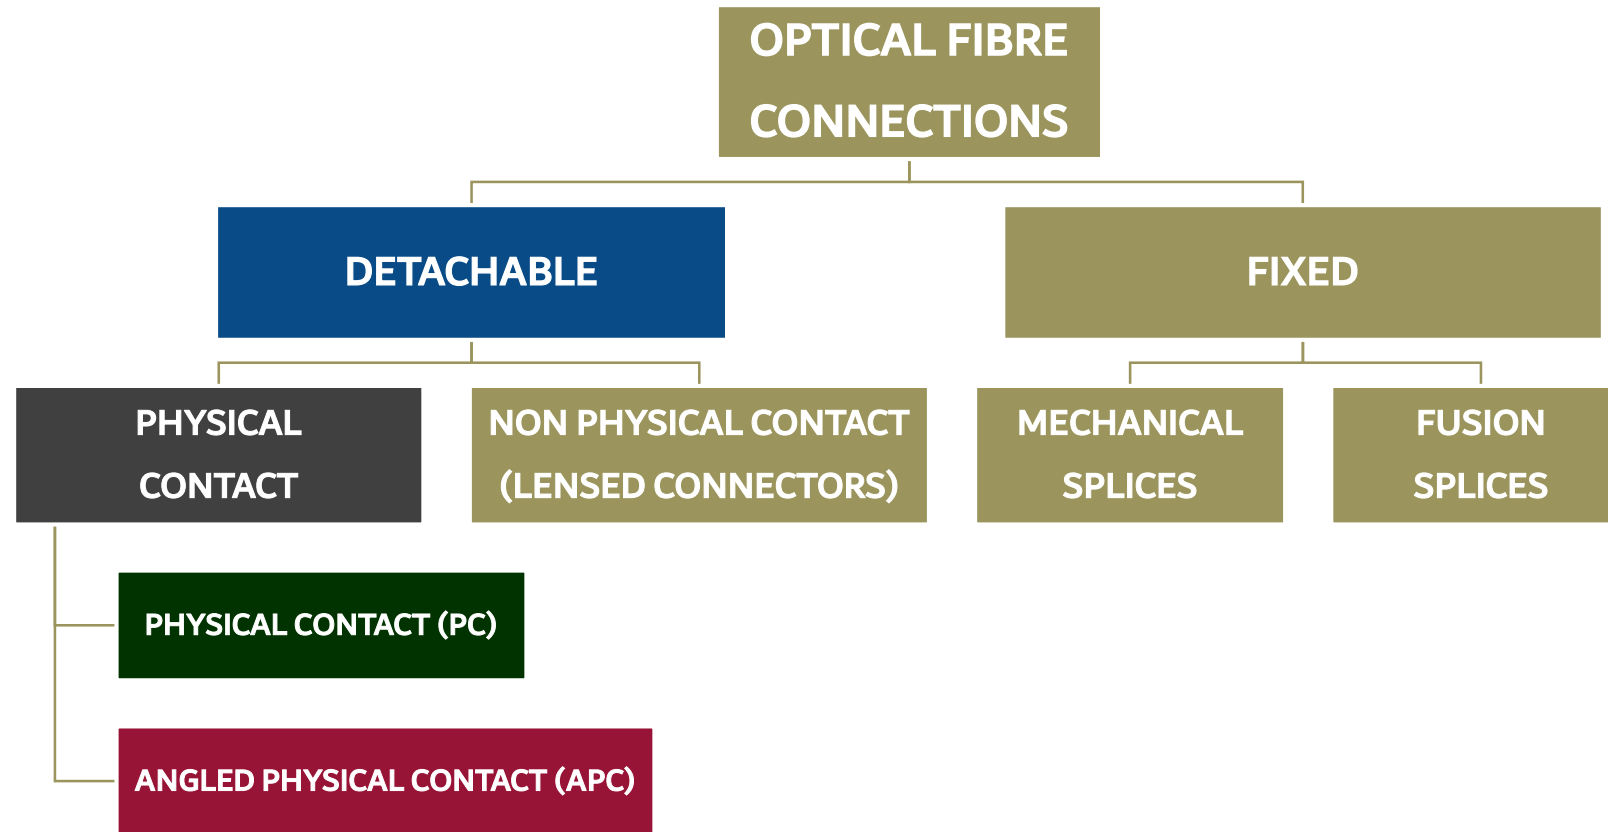 OPTICAL FIBRE
CONNECTIONS
DETACHABLE
FIXED
PHYSICAL
CONTACT
NON PHYSICAL CONTACT
(LENSED CONNECTORS)
MECHANICAL
SPLICES
FUSION
SPLICES
PHYSICAL CONTACT (PC)
ANGLED PHYSICAL CONTACT (APC)